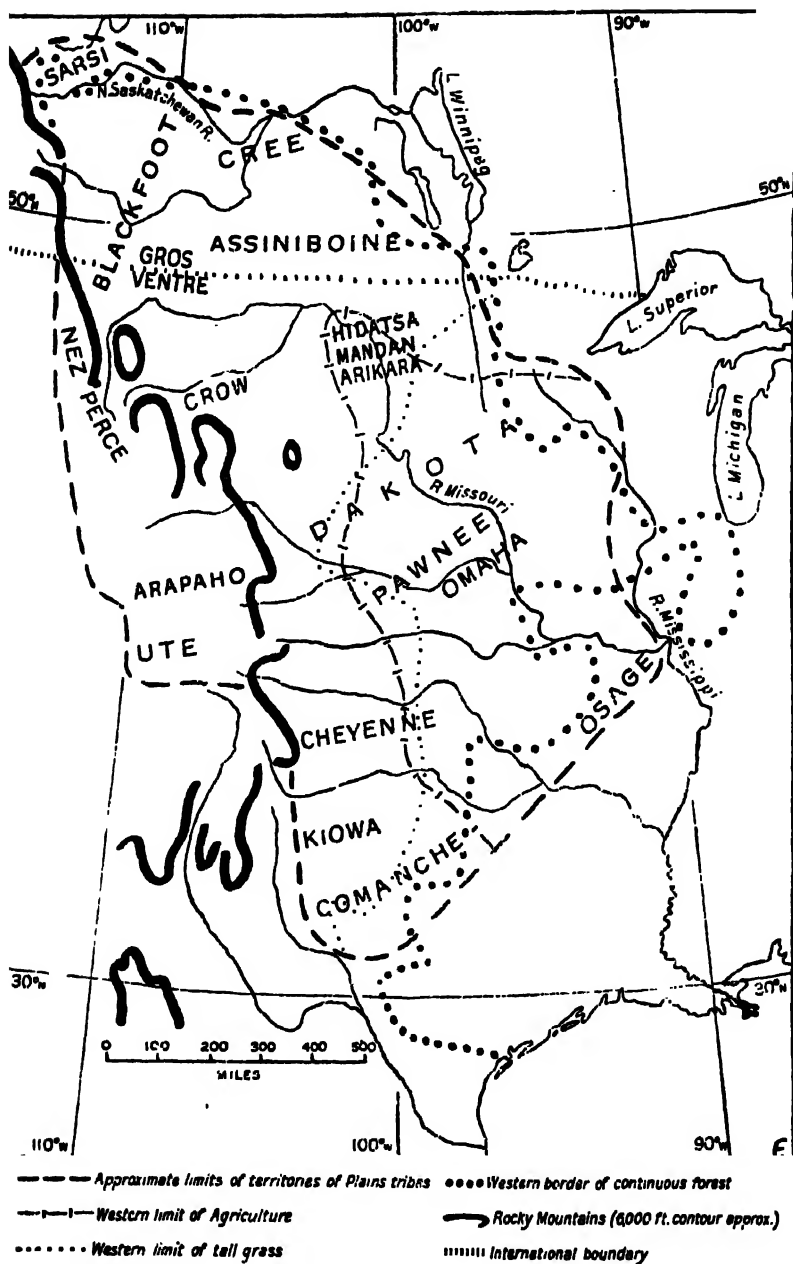 110°W
100°W
90°W
SARSI
N.Saskatchewan R.
L Winnipeg
CREE
BLACKFOOT
50°N
50°N
ASSINIBOINE
GROS
VENTRE
L. Superior
HIDATSA
MANDAN
ARIKARA
NEZ PERCE
CROW
L Michigan
DAKOTA
R Missouri
PAWNEE
OMAHA
ARAPAHO
R. Mississippi
UTE
OSAGE
CHEYENNE
KIOWA
COMANCHE
30°N
30°N
0 100 200 300 500
MILES
110°W
100°W
90°W
Approximate limits of territories of Plains tribes
Western border of continuous forest
Western limit of Agriculture
Rocky Mountains (6,000 ft. contour approx.)
Western limit of tall grass
International boundary